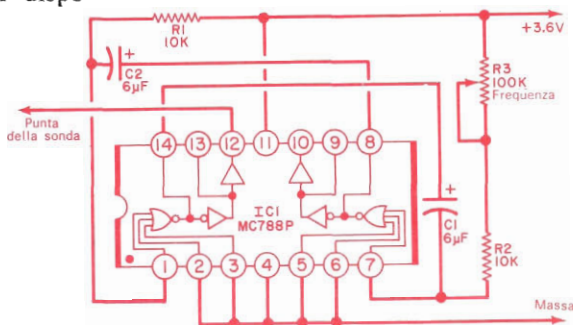 R1
10K
+3.6V
C2
6µF
R3
100K
Frequenza
Punta
della sonda
14 13 12 11 10 9 8
IC1
MC788P
C1
6µF
R2
10K
1 2 3 4 5 6 7
Massa